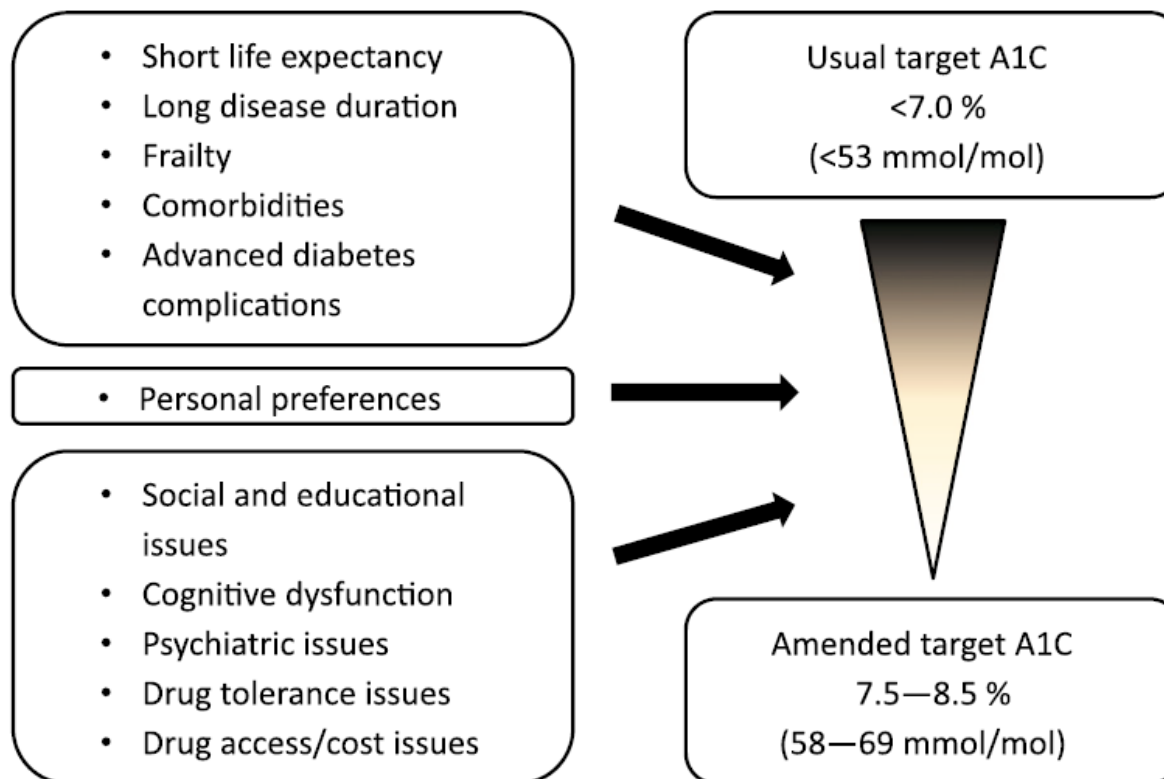 • Short life expectancy
• Long disease duration
• Frailty
• Comorbidities
• Advanced diabetes
complications
• Personal preferences
• Social and educational
issues
• Cognitive dysfunction
• Psychiatric issues
• Drug tolerance issues
• Drug access/cost issues
Usual target A1C
<7.0 %
(<53 mmol/mol)
Amended target A1C
7.5—8.5 %
(58—69 mmol/mol)